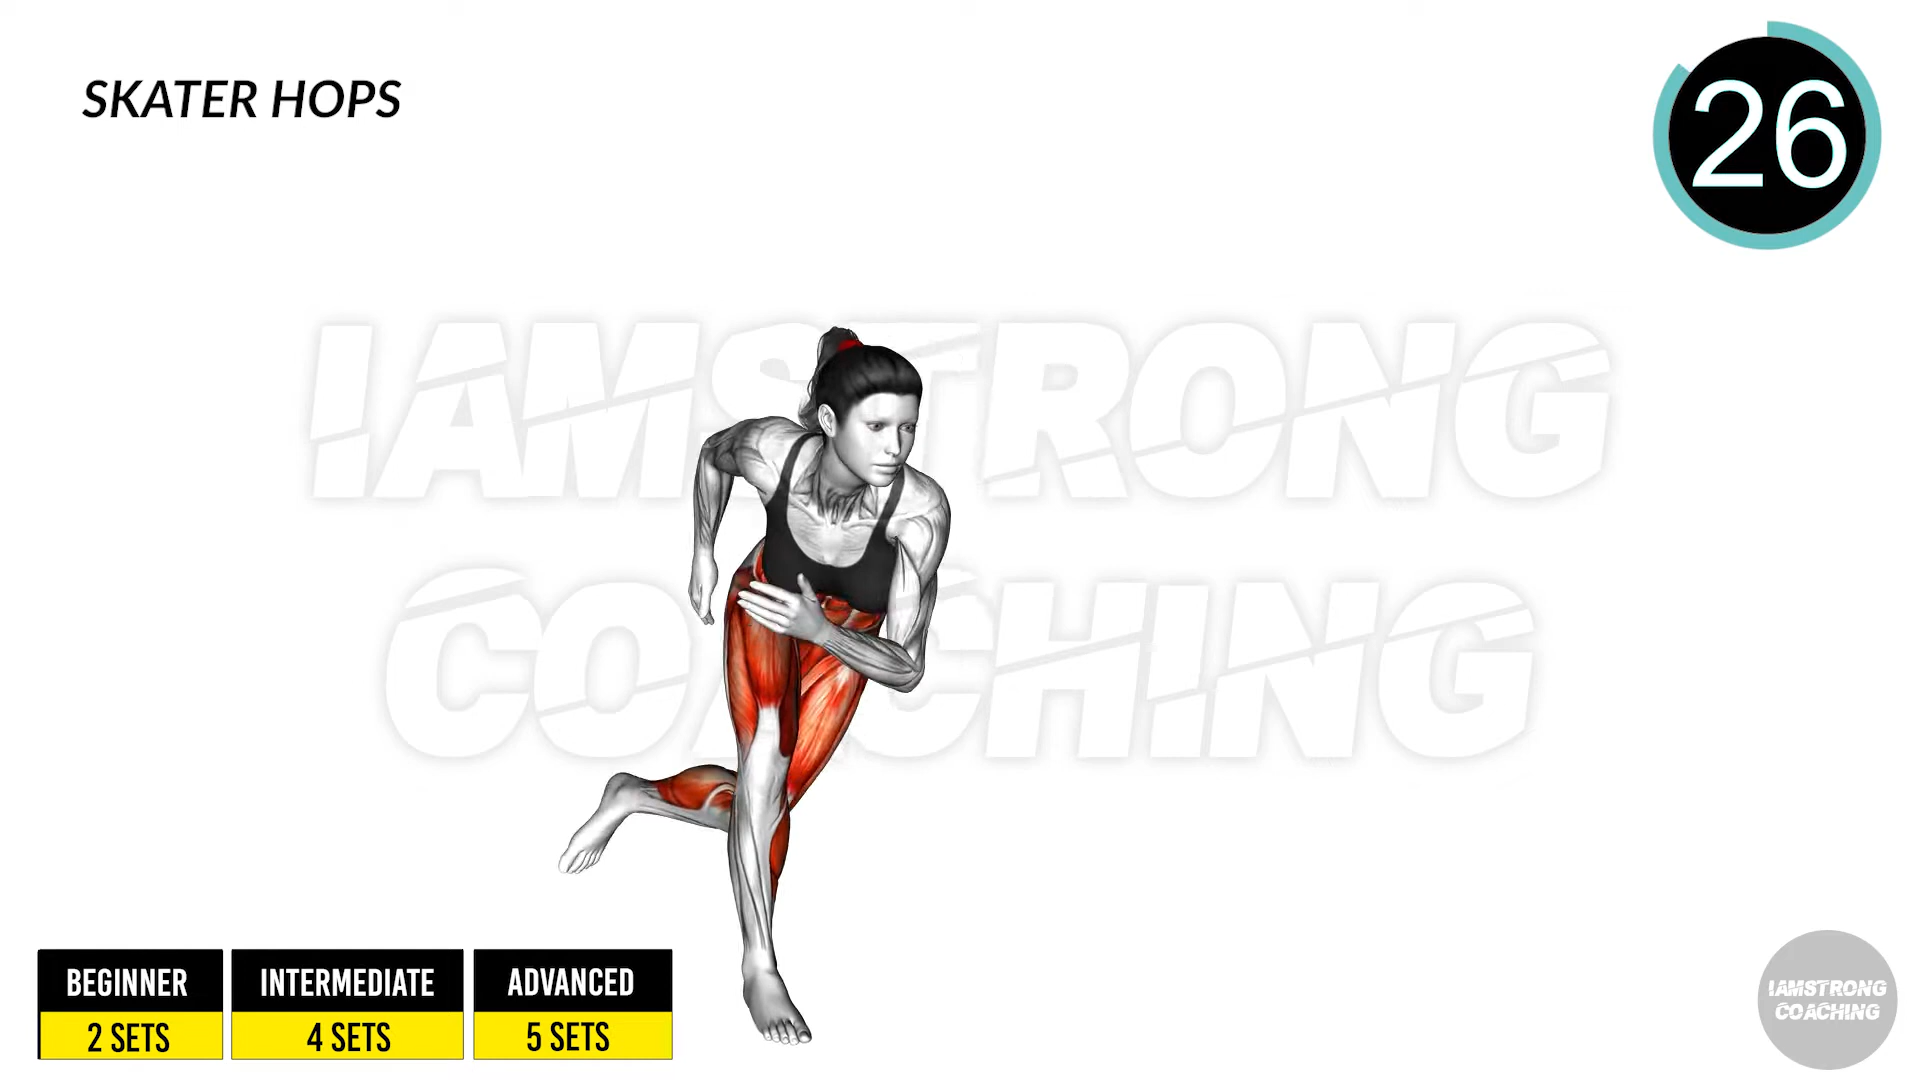 SKATER HOPS
26
IAMSTRONG
COACHING
BEGINNER
2 SETS
INTERMEDIATE
4 SETS
ADVANCED
5 SETS
IAMSTRONG
COACHING